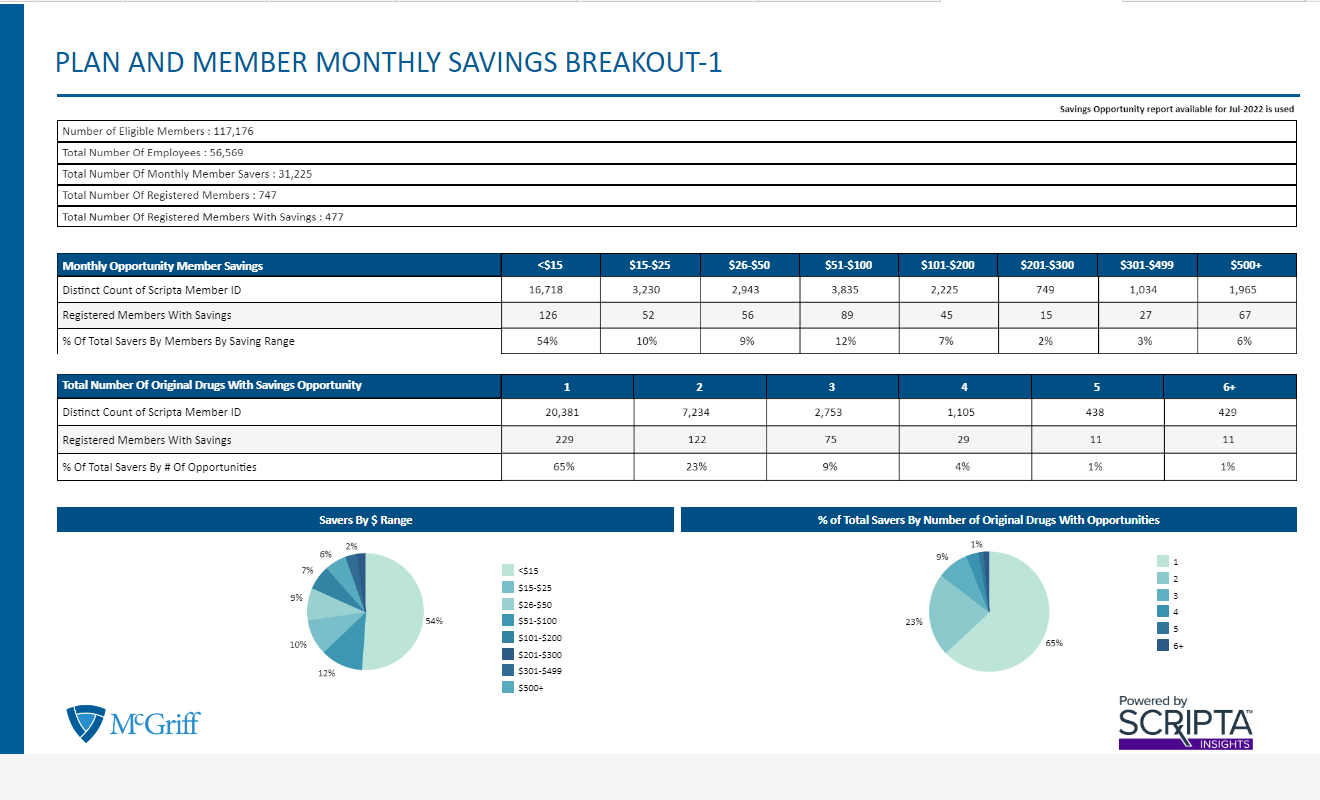 PLAN AND MEMBER MONTHLY SAVINGS BREAKOUT-1
Savings Opportunity report available for Jul-2022 is used
Number of Eligible Members : 117,176
Total Number Of Employees : 56,569
Total Number Of Monthly Member Savers : 31,225
Total Number Of Registered Members : 747
Total Number Of Registered Members With Savings : 477
Monthly Opportunity Member Savings <$15 $15-$25 $26-$50 $51-$100 $101-$200 $201-$300 $301-$499 $500+
Distinct Count of Scripta Member ID 16,718 3,230 2,943 3,835 2,225 749 1,034 1,965
Registered Members With Savings 126 52 56 89 45 15 27 67
% Of Total Savers By Members By Saving Range 54% 10% 9% 12% 7% 2% 3% 6%
Total Number Of Original Drugs With Savings Opportunity 1 2 3 4 5 6+
Distinct Count of Scripta Member ID 20,381 7,234 2,753 1,105 438 429
Registered Members With Savings 229 122 75 29 11 11
% Of Total Savers By # Of Opportunities 65% 23% 9% 4% 1% 1%
Savers By $ Range
2%
6%
7%
9%
10%
12%
54%
<$15
$15-$25
$26-$50
$51-$100
$101-$200
$201-$300
$301-$499
$500+
% of Total Savers By Number of Original Drugs With Opportunities
1%
9%
23%
65%
1
2
3
4
5
6+
McGriff
Powered by
SCRIPTA™
INSIGHTS